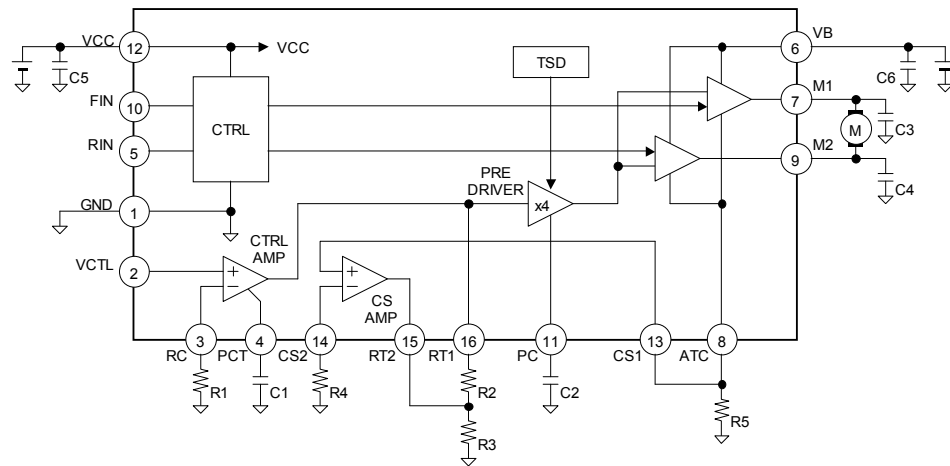 VCC
12
VCC
C5
TSD
VB
6
C6
FIN
10
M1
7
CTRL
M
C3
RIN
5
M2
9
C4
PRE
DRIVER
x4
GND
1
CTRL
AMP
VCTL
2
+
−
+
−
CS
AMP
3
4
14
15
16
11
13
8
RC
PCT
CS2
RT2
RT1
PC
CS1
ATC
R1
C1
R4
R2
C2
R5
R3